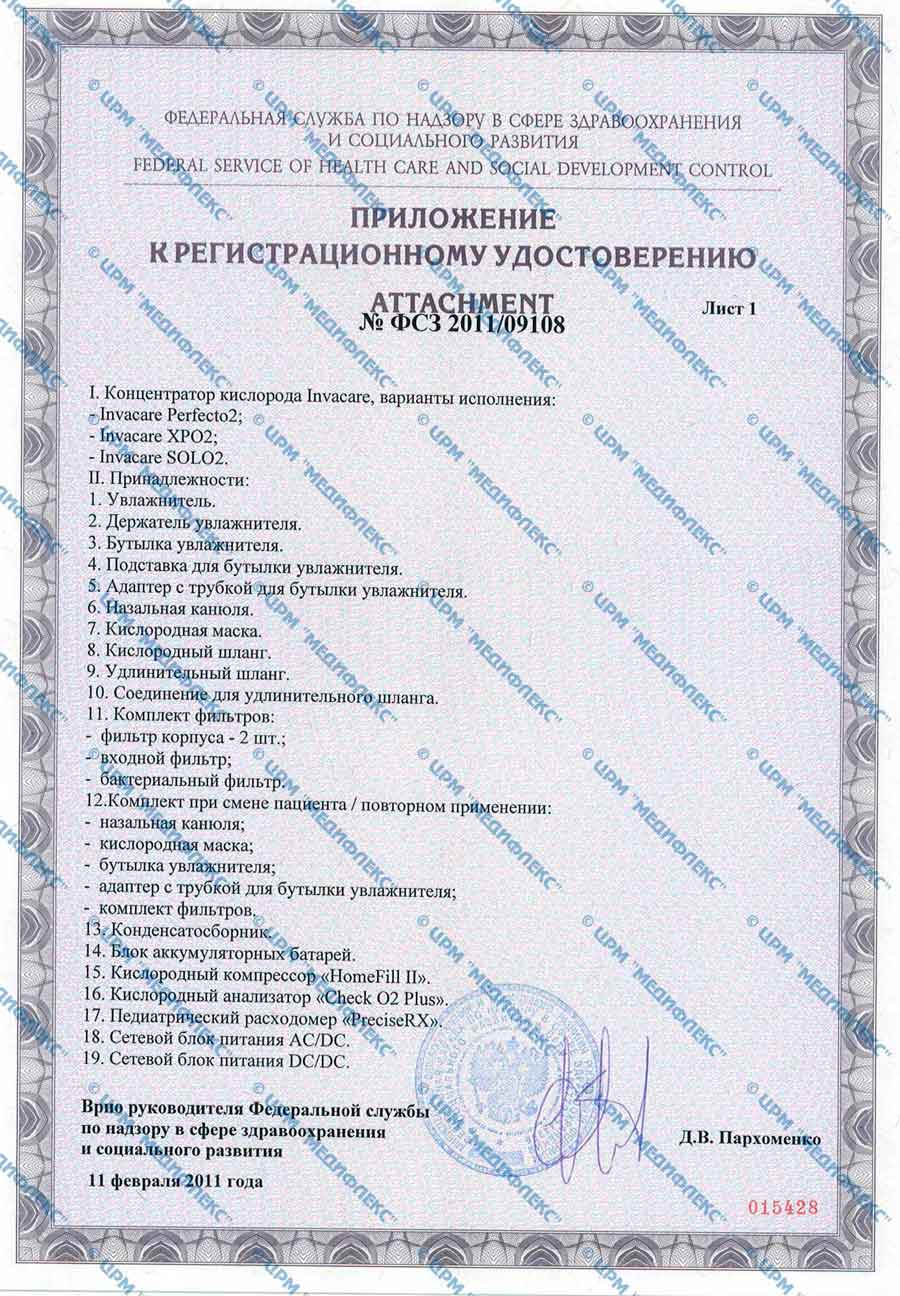 ФЕДЕРАЛЬНАЯ СЛУЖБА ПО НАДЗОРУ В СФЕРЕ ЗДРАВООХРАНЕНИЯ
И СОЦИАЛЬНОГО РАЗВИТИЯ
FEDERAL SERVICE OF HEALTH CARE AND SOCIAL DEVELOPMENT CONTROL
ПРИЛОЖЕНИЕ
К РЕГИСТРАЦИОННОМУ УДОСТОВЕРЕНИЮ
ATTACHMENT
Лист 1
№ ФСЗ 2011/09108
I. Концентратор кислорода Invacare, варианты исполнения:
- Invacare Perfecto2;
- Invacare XPO2;
- Invacare SOLO2.
II. Принадлежности:
1. Увлажнитель.
2. Держатель увлажнителя.
3. Бутылка увлажнителя.
4. Подставка для бутылки увлажнителя.
5. Адаптер с трубкой для бутылки увлажнителя.
6. Назальная канюля.
7. Кислородная маска.
8. Кислородный шланг.
9. Удлинительный шланг.
10. Соединение для удлинительного шланга.
11. Комплект фильтров:
- фильтр корпуса - 2 шт.;
- входной фильтр;
- бактериальный фильтр.
12.Комплект при смене пациента / повторном применении:
- назальная канюля;
- кислородная маска;
- бутылка увлажнителя;
- адаптер с трубкой для бутылки увлажнителя;
- комплект фильтров.
13. Конденсатосборник.
14. Блок аккумуляторных батарей.
15. Кислородный компрессор «HomeFill II».
16. Кислородный анализатор «Check O2 Plus».
17. Педиатрический расходомер «PreciseRX».
18. Сетевой блок питания AC/DC.
19. Сетевой блок питания DC/DC.
Врио руководителя Федеральной службы
по надзору в сфере здравоохранения
и социального развития
Д.В. Пархоменко
11 февраля 2011 года
015428
© ЦРМ "МЕДИФЛЕКС"